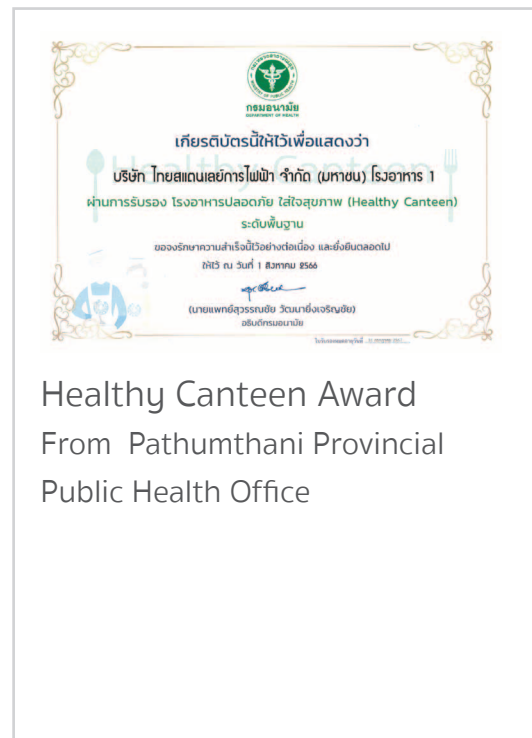 กรมอนามัย
DEPARTMENT OF HEALTH
เกียรติบัตรนี้ให้ไว้เพื่อแสดงว่า
Healthy Canteen
บริษัท ไทยสแตนเลย์การไฟฟ้า จำกัด (มหาชน) โรงอาหาร 1
ผ่านการรับรอง โรงอาหารปลอดภัย ใส่ใจสุขภาพ (Healthy Canteen)
ระดับพื้นฐาน
ขอจงรักษาความสำเร็จนี้ไว้อย่างต่อเนื่อง และยั่งยืนตลอดไป
ให้ไว้ ณ วันที่ 1 สิงหาคม 2566
(นายแพทย์สุวรรณชัย วัฒนายิ่งเจริญชัย)
อธิบดีกรมอนามัย
Healthy Canteen Award
From Pathumthani Provincial
Public Health Office